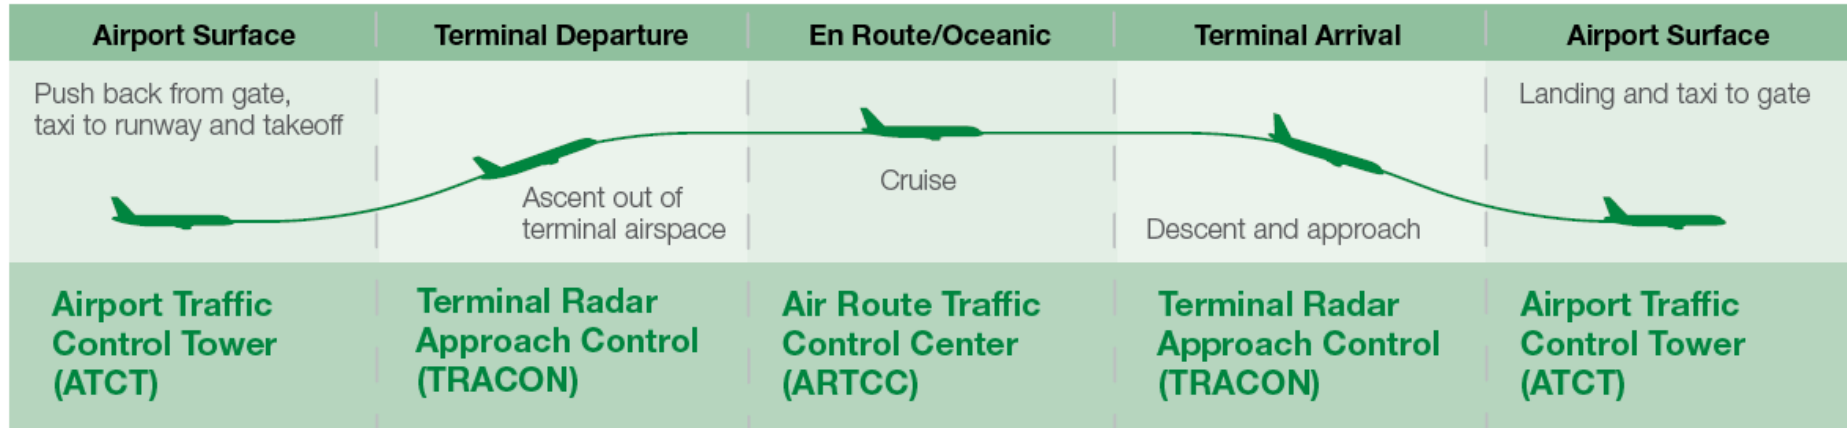 Airport Surface
Terminal Departure
En Route/Oceanic
Terminal Arrival
Airport Surface
Push back from gate,
taxi to runway and takeoff
Ascent out of
terminal airspace
Cruise
Descent and approach
Landing and taxi to gate
Airport Traffic
Control Tower
(ATCT)
Terminal Radar
Approach Control
(TRACON)
Air Route Traffic
Control Center
(ARTCC)
Terminal Radar
Approach Control
(TRACON)
Airport Traffic
Control Tower
(ATCT)